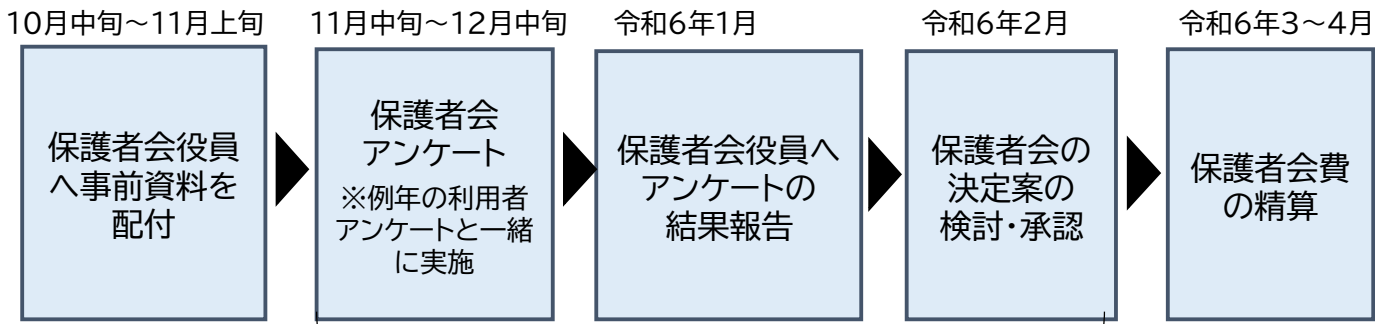 10月中旬～11月上旬
11月中旬～12月中旬
令和6年1月
令和6年2月
令和6年3～4月
保護者会役員
へ事前資料を
配付
保護者会
アンケート
※例年の利用者
アンケートと一緒
に実施
保護者会役員へ
アンケートの
結果報告
保護者会の
決定案の
検討・承認
保護者会費
の精算